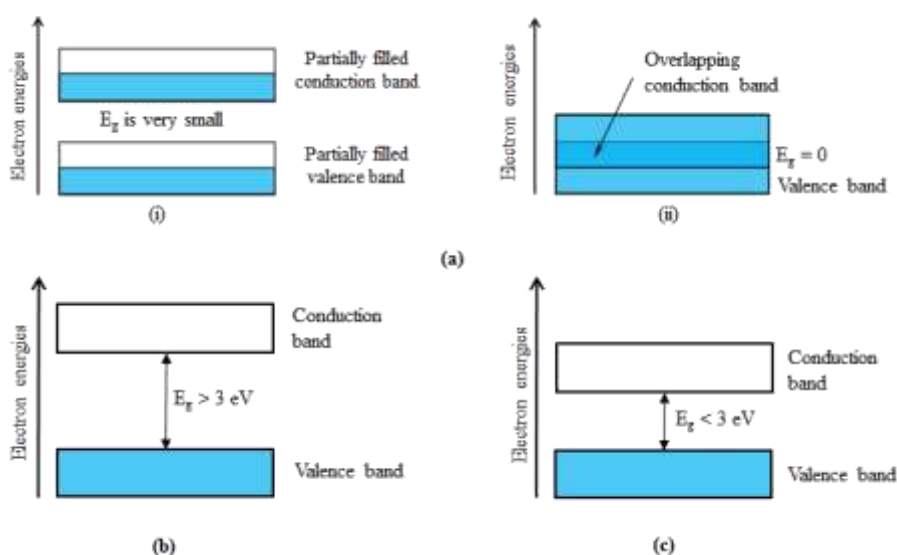 Electron energies
Partially filled
conduction band
E_g is very small
Partially filled
valence band
(i)
Electron energies
Overlapping
conduction band
E_g = 0
Valence band
(ii)
(a)
Electron energies
Conduction
band
E_g > 3 eV
Valence band
(b)
Electron energies
Conduction
band
E_g < 3 eV
Valence band
(c)